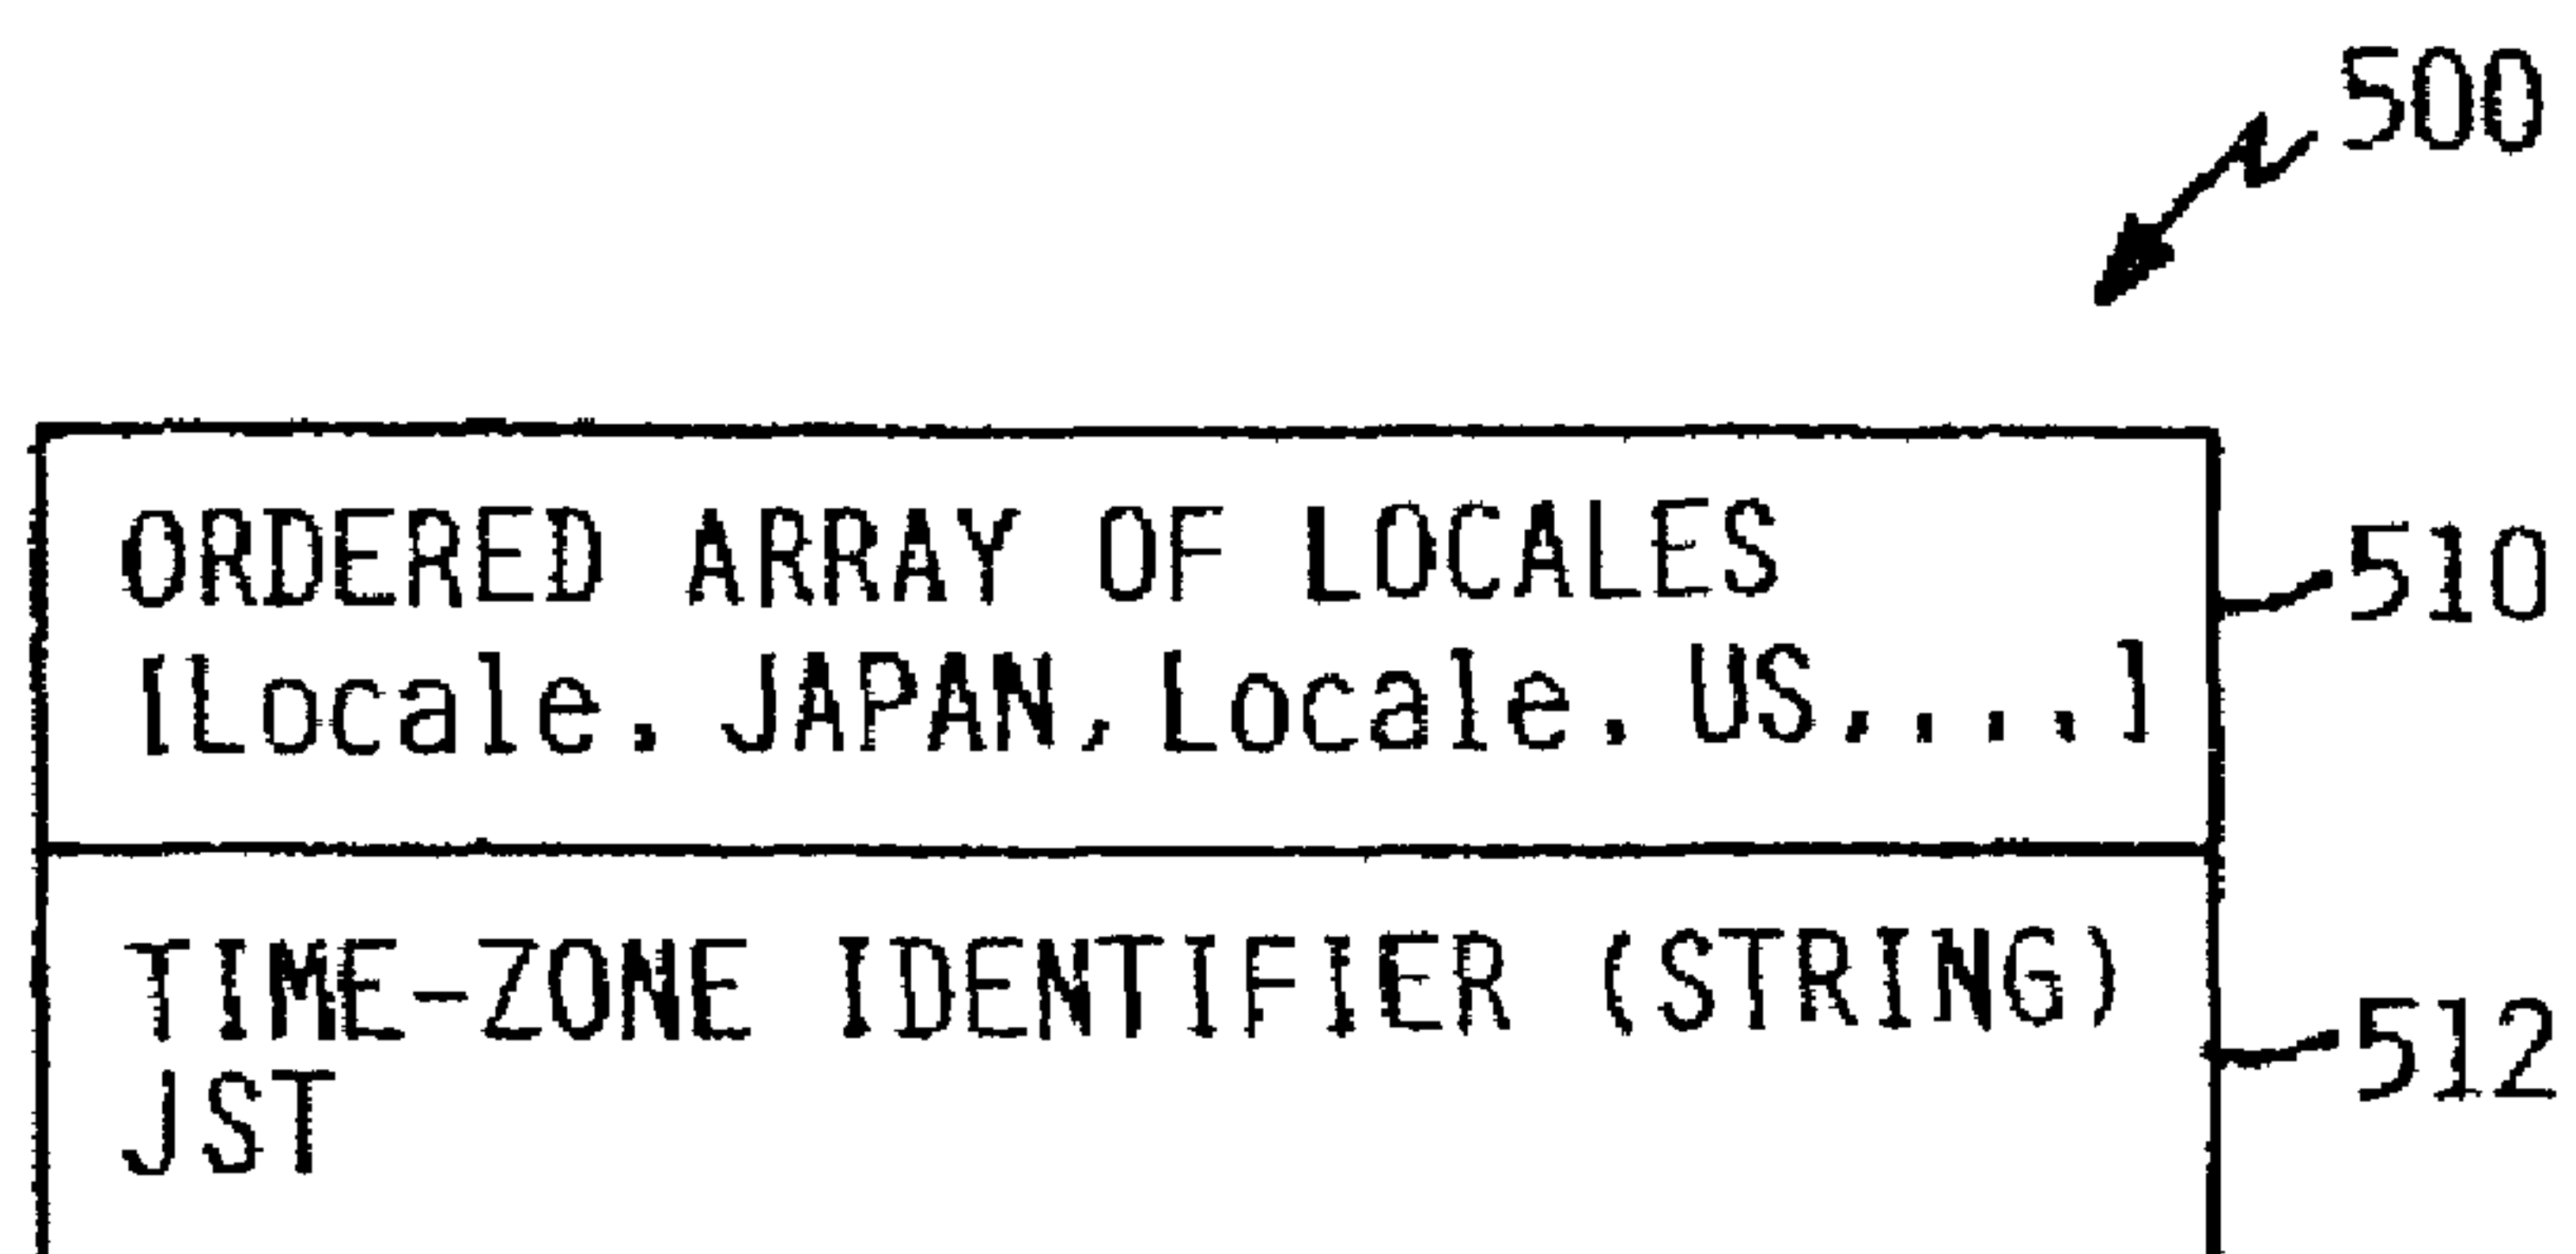 500
ORDERED ARRAY OF LOCALES
[Locale. JAPAN, Locale. US, ...]
510
TIME-ZONE IDENTIFIER (STRING)
JST
512